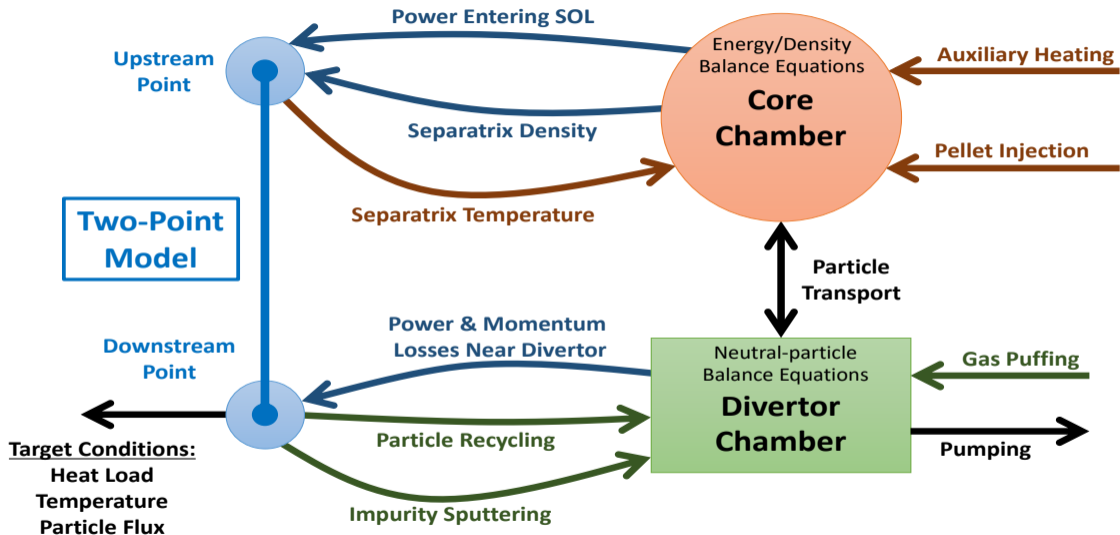 Power Entering SOL
Upstream
Point
Energy/Density
Balance Equations
Core
Chamber
Auxiliary Heating
Separatrix Density
Pellet Injection
Separatrix Temperature
Two-Point
Model
Particle
Transport
Downstream
Point
Power & Momentum
Losses Near Divertor
Neutral-particle
Balance Equations
Divertor
Chamber
Gas Puffing
Particle Recycling
Pumping
Target Conditions:
Heat Load
Temperature
Particle Flux
Impurity Sputtering